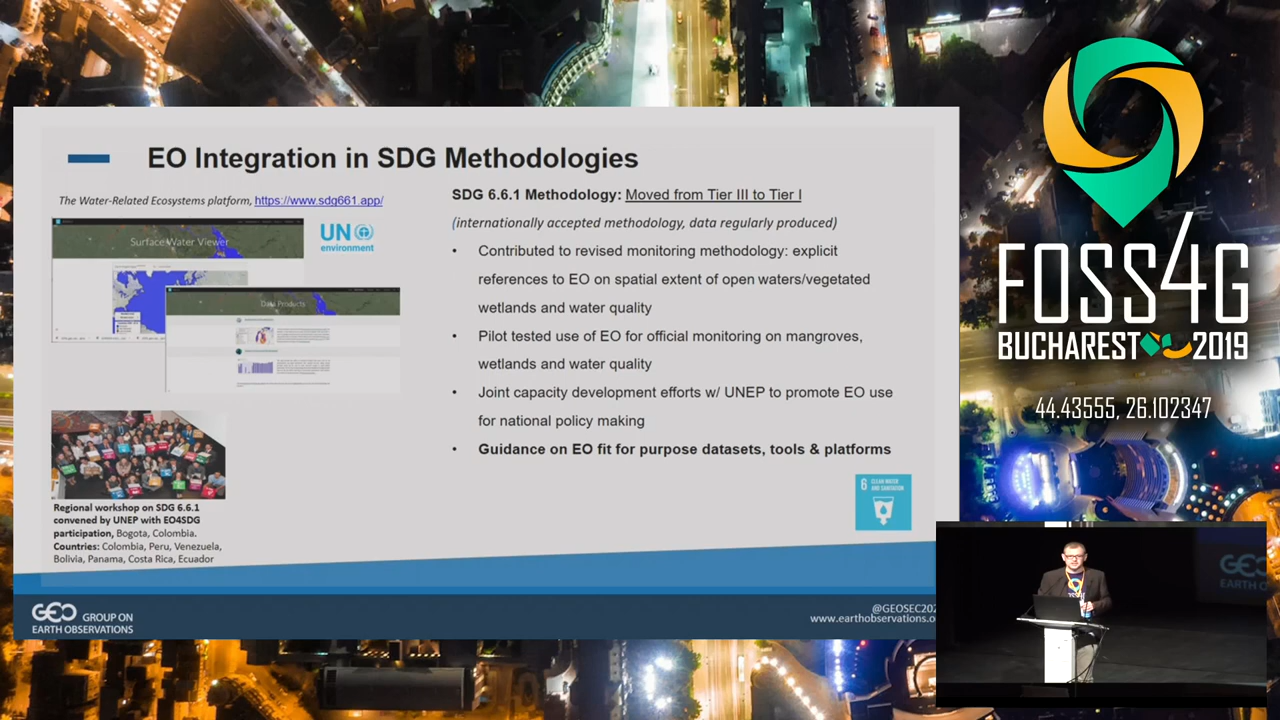 EO Integration in SDG Methodologies
The Water-Related Ecosystems platform, https://www.sdg661.app/
Surface Water Viewer
UN
environment
Data Products
Regional workshop on SDG 6.6.1
convened by UNEP with EO4SDG
participation, Bogota, Colombia.
Countries: Colombia, Peru, Venezuela,
Bolivia, Panama, Costa Rica, Ecuador
SDG 6.6.1 Methodology: Moved from Tier III to Tier I
(internationally accepted methodology, data regularly produced)
• Contributed to revised monitoring methodology: explicit
references to EO on spatial extent of open waters/vegetated
wetlands and water quality
• Pilot tested use of EO for official monitoring on mangroves,
wetlands and water quality
• Joint capacity development efforts w/ UNEP to promote EO use
for national policy making
• Guidance on EO fit for purpose datasets, tools & platforms
6 CLEAN WATER
AND SANITATION
GEO GROUP ON
EARTH OBSERVATIONS
@GEOSEC202
www.earthobservations.o
FOSS4G
BUCHAREST 2019
44.43555, 26.102347
GEO
EARTH OBSERV